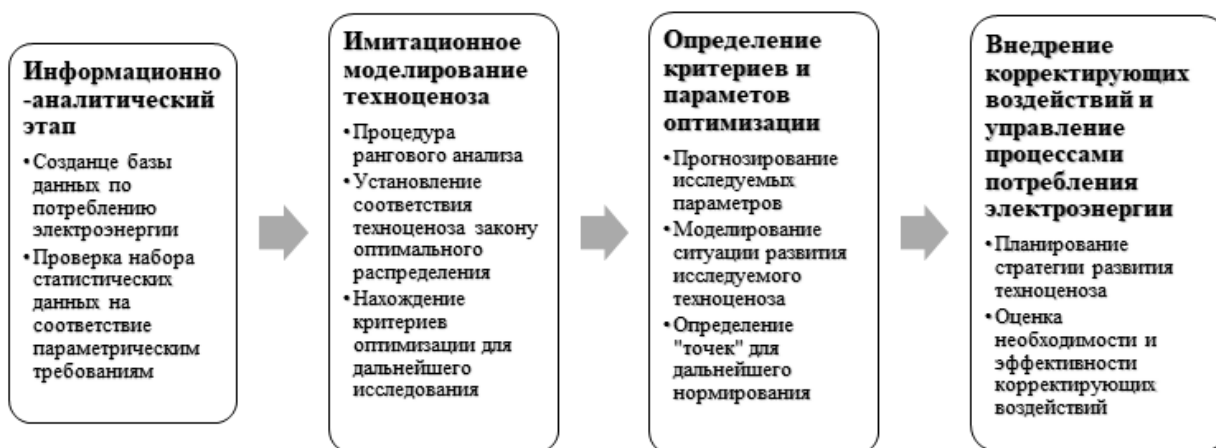 Информационно
-аналитический
этап
•Созданце базы
данных по
потреблению
электроэнергии
•Проверка набора
статистических
данных на
соответствие
параметрическим
требованиям
Имитационное
моделирование
техноценоза
•Процедура
рангового анализа
•Установление
соответствия
техноценоза закону
оптимального
распределения
•Нахождение
критериев
оптимизации для
дальнейшего
исследования
Определение
критериев и
параметов
оптимизации
•Прогнозирование
исследуемых
параметров
•Моделирование
ситуации развития
исследуемого
техноценоза
•Определение
"точек" для
дальнейшего
нормирования
Внедрение
корректирующих
воздействий и
управление
процессами
потребления
электроэнергии
•Планирование
стратегии развития
техноценоза
•Оценка
необходимости и
эффективности
корректирующих
воздействий